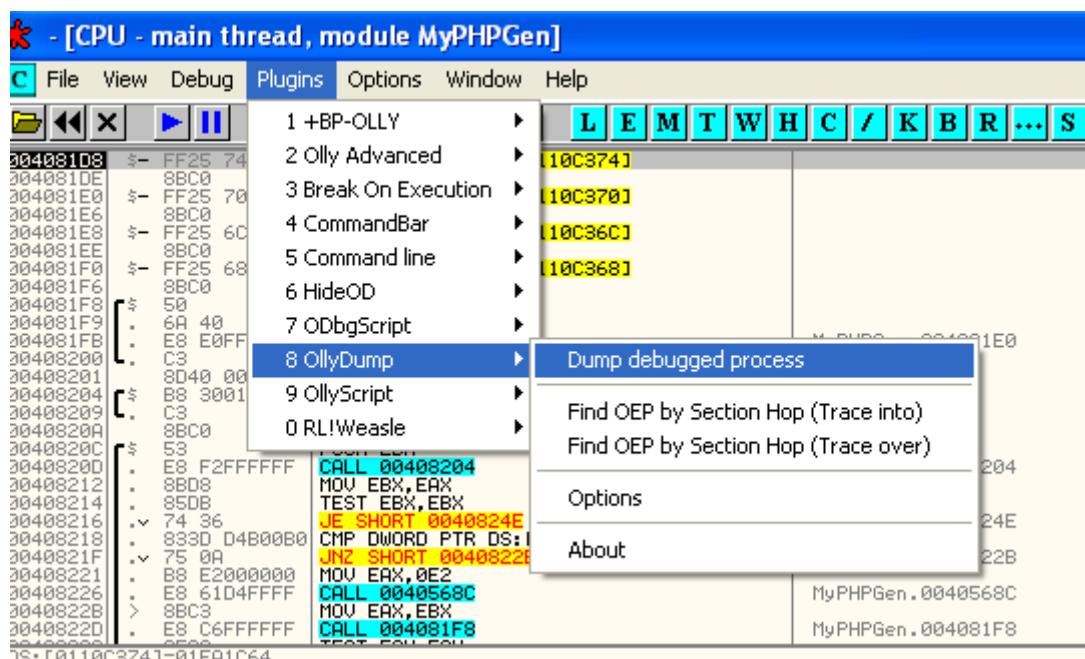 - [CPU - main thread, module MyPHPGen]
C File View Debug Plugins Options Window Help
L E M T W H C / K B R ... S
1 +BP-OLLY
2 Olly Advanced
3 Break On Execution
4 CommandBar
5 Command line
6 HideOD
7 ODbgScript
8 OllyDump
9 OllyScript
0 RL!Weasle
Dump debugged process
Find OEP by Section Hop (Trace into)
Find OEP by Section Hop (Trace over)
Options
About
004081D8 $- FF25 74 110C374]
004081DE 8BC0
004081E0 $- FF25 70 110C370]
004081E6 8BC0
004081E8 $- FF25 6C 110C36C]
004081EE 8BC0
004081F0 $- FF25 68 110C368]
004081F6 8BC0
004081F8 $ 50
004081F9 . 6A 40
004081FB . E8 E0FF 1E0
00408200 . C3
00408201 8D40 00
00408204 $ B8 3001
00408209 . C3
0040820A 8BC0
0040820C $ 53
0040820D . E8 F2FFFFFF CALL 00408204 204
00408212 . 8BD8 MOV EBX,EAX
00408214 . 85DB TEST EBX,EBX
00408216 .v 74 36 JE SHORT 0040824E 24E
00408218 . 833D D4B00B0 CMP DWORD PTR DS:
0040821F .v 75 0A JNZ SHORT 0040822B 22B
00408221 . B8 E2000000 MOV EAX,0E2
00408226 . E8 61D4FFFF CALL 0040568C MyPHPGen.0040568C
0040822B > 8BC3 MOV EAX,EBX
0040822D . E8 C6FFFFFF CALL 004081F8 MyPHPGen.004081F8
DS:[0110C374]=01EA1C64